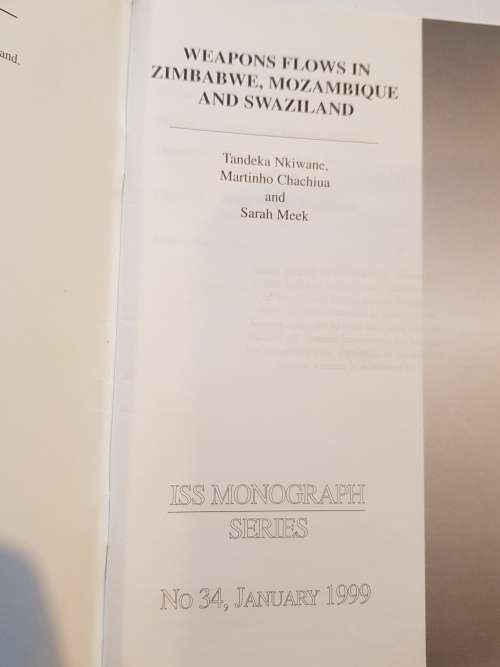 and.
WEAPONS FLOWS IN
ZIMBABWE, MOZAMBIQUE
AND SWAZILAND
Tandeka Nkiwane,
Martinho Chachiua
and
Sarah Meek
ISS MONOGRAPH
SERIES
No 34, JANUARY 1999